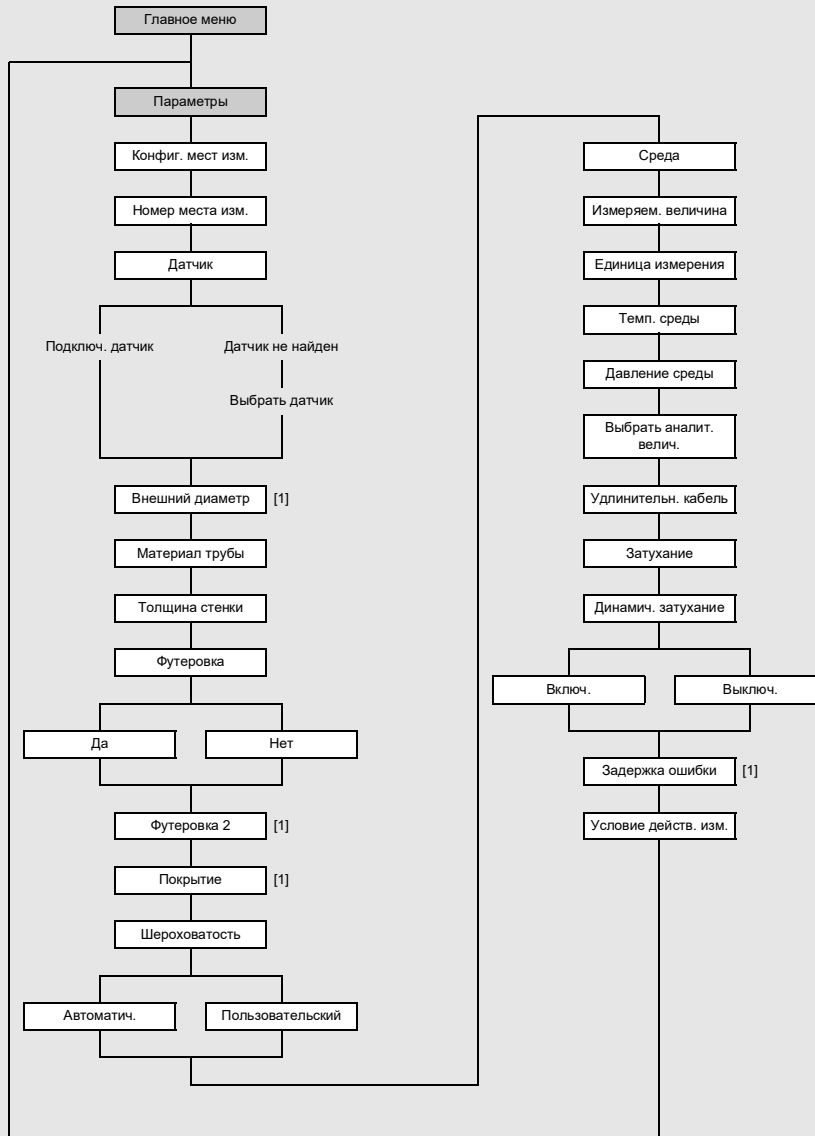 Главное меню
Параметры
Конфиг. мест изм.
Номер места изм.
Датчик
Подключ. датчик
Датчик не найден
Выбрать датчик
Внешний диаметр [1]
Материал трубы
Толщина стенки
Футеровка
Да
Нет
Футеровка 2 [1]
Покрытие [1]
Шероховатость
Автоматич.
Пользовательский
Среда
Измеряем. величина
Единица измерения
Темп. среды
Давление среды
Выбрать аналит.
велич.
Удлинительн. кабель
Затухание
Динамич. затухание
Включ.
Выключ.
Задержка ошибки [1]
Условие действ. изм.